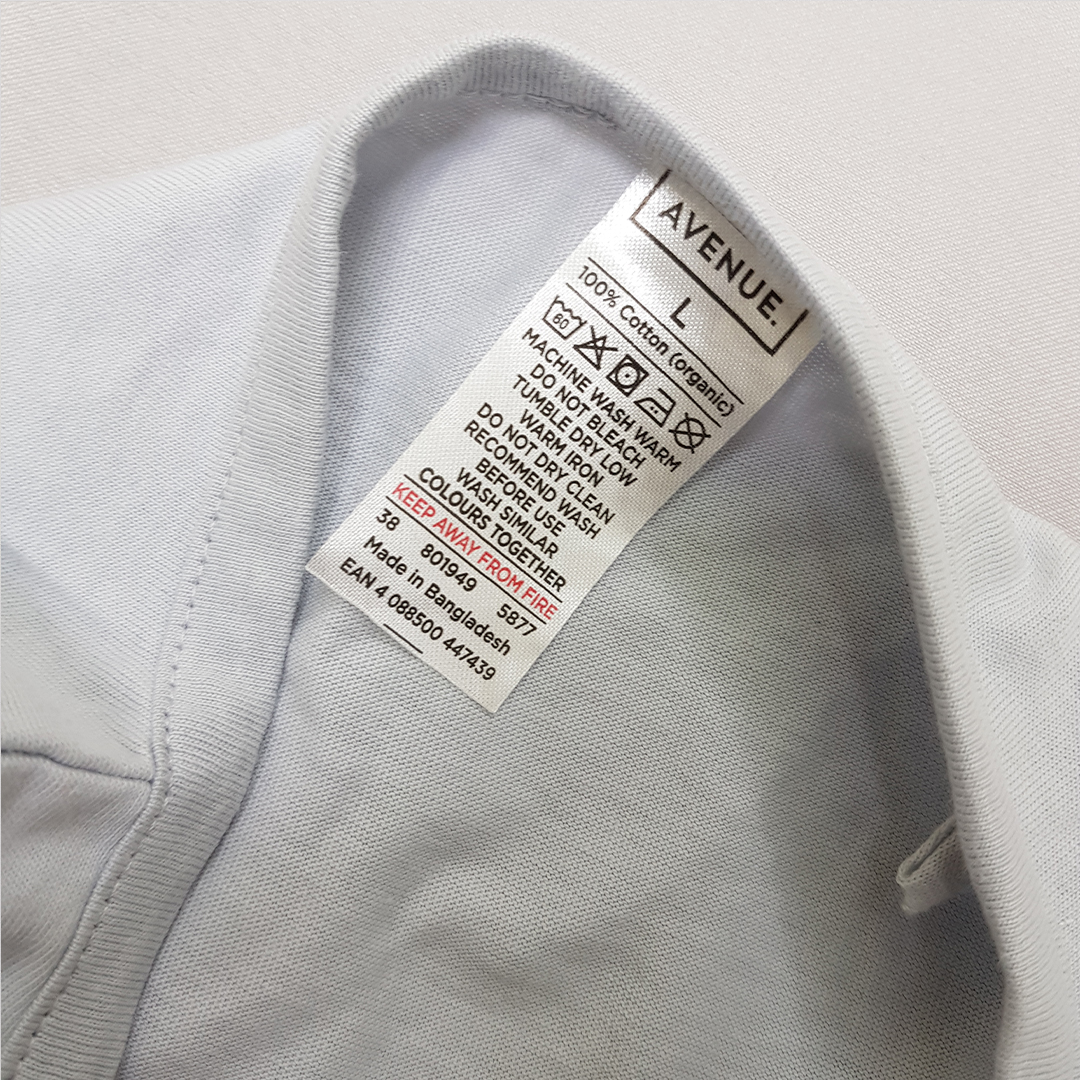 AVENUE.
L
100% Cotton (organic)
60
MACHINE WASH WARM
DO NOT BLEACH
TUMBLE DRY LOW
WARM IRON
DO NOT DRY CLEAN
RECOMMEND WASH
BEFORE USE
WASH SIMILAR
COLOURS TOGETHER
KEEP AWAY FROM FIRE
38 801949 5877
Made in Bangladesh
EAN 4 088500 447439